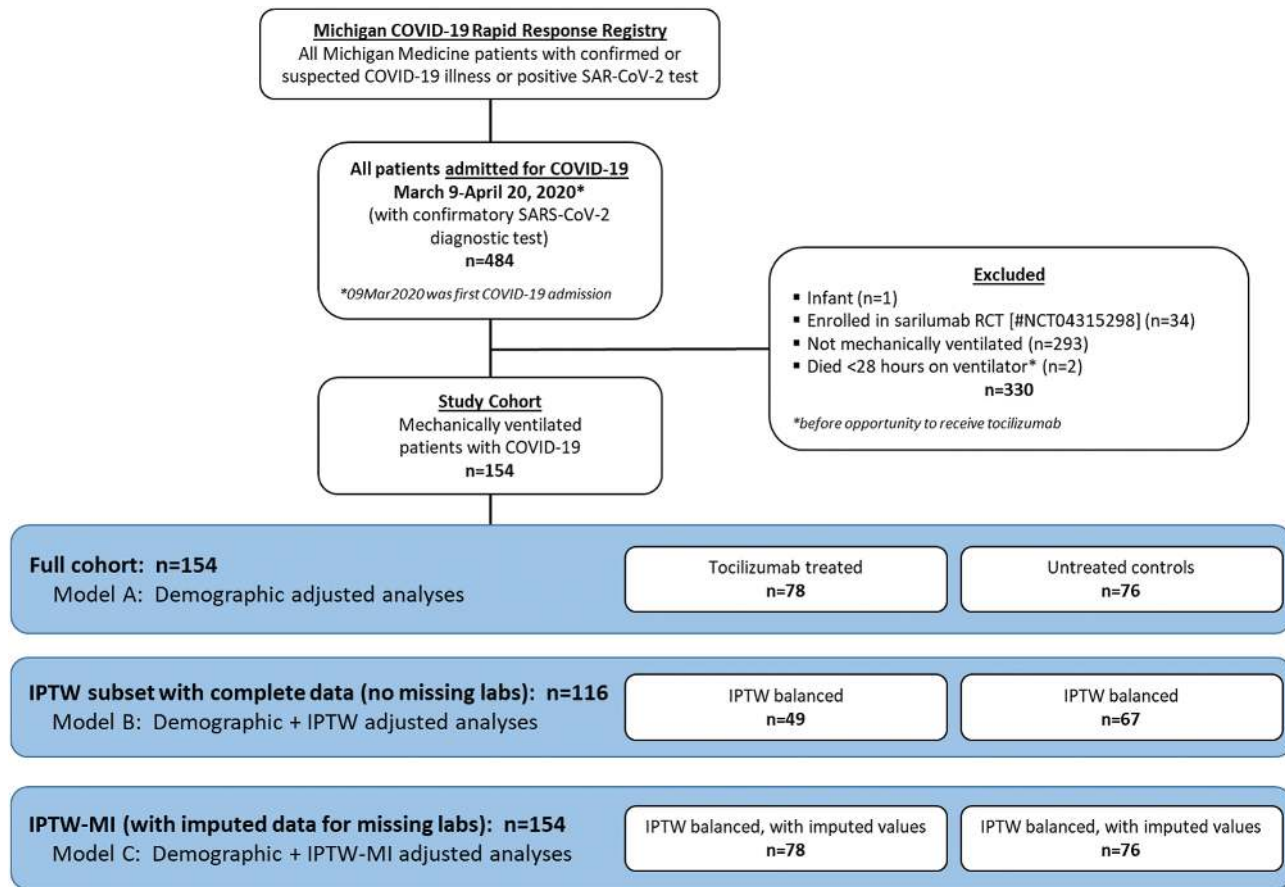 Michigan COVID-19 Rapid Response Registry
All Michigan Medicine patients with confirmed or
suspected COVID-19 illness or positive SAR-CoV-2 test
All patients admitted for COVID-19
March 9-April 20, 2020*
(with confirmatory SARS-CoV-2
diagnostic test)
n=484
*09Mar2020 was first COVID-19 admission
Excluded
▪ Infant (n=1)
▪ Enrolled in sarilumab RCT [#NCT04315298] (n=34)
▪ Not mechanically ventilated (n=293)
▪ Died <28 hours on ventilator* (n=2)
n=330
*before opportunity to receive tocilizumab
Study Cohort
Mechanically ventilated
patients with COVID-19
n=154
Full cohort: n=154
Model A: Demographic adjusted analyses
Tocilizumab treated
n=78
Untreated controls
n=76
IPTW subset with complete data (no missing labs): n=116
Model B: Demographic + IPTW adjusted analyses
IPTW balanced
n=49
IPTW balanced
n=67
IPTW-MI (with imputed data for missing labs): n=154
Model C: Demographic + IPTW-MI adjusted analyses
IPTW balanced, with imputed values
n=78
IPTW balanced, with imputed values
n=76